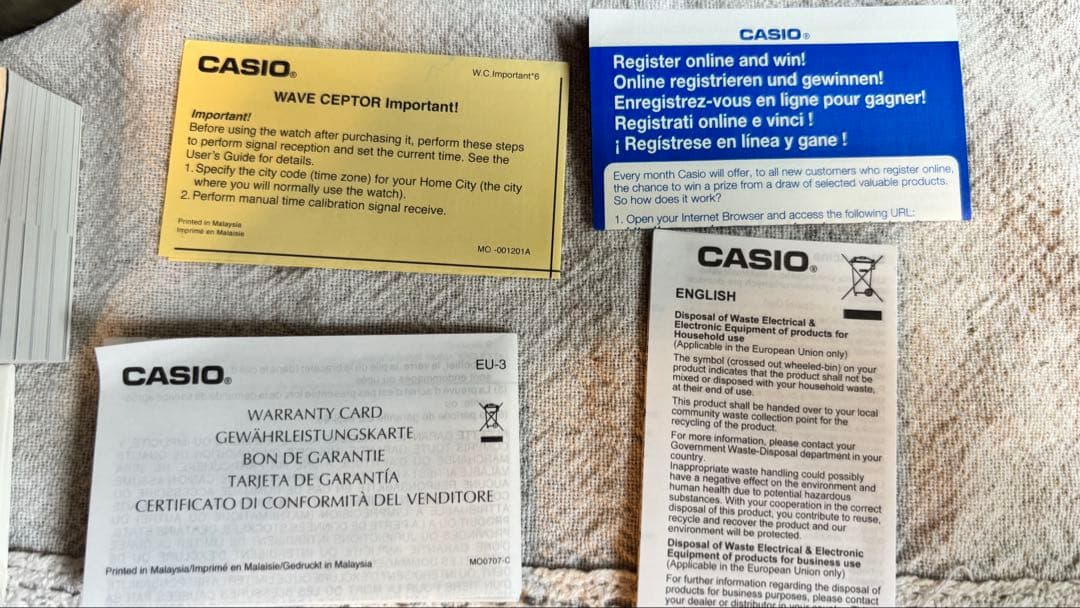 CASIO®
W.C.Important*6
WAVE CEPTOR Important!
Important!
Before using the watch after purchasing it, perform these steps
to perform signal reception and set the current time. See the
User's Guide for details.
1. Specify the city code (time zone) for your Home City (the city
where you will normally use the watch).
2. Perform manual time calibration signal receive.
Printed in Malaysia
Imprimé en Malaisie
MO -001201A
CASIO®
Register online and win!
Online registrieren und gewinnen!
Enregistrez-vous en ligne pour gagner!
Registrati online e vinci !
¡ Regístrese en línea y gane !
Every month Casio will offer, to all new customers who register online,
the chance to win a prize from a draw of selected valuable products.
So how does it work?
1. Open your Internet Browser and access the following URL:
CASIO®
EU-3
WARRANTY CARD
GEWÄHRLEISTUNGSKARTE
BON DE GARANTIE
TARJETA DE GARANTÍA
CERTIFICATO DI CONFORMITÀ DEL VENDITORE
Printed in Malaysia/Imprimé en Malaisie/Gedruckt in Malaysia
MO0707-C
CASIO®
ENGLISH
Disposal of Waste Electrical &
Electronic Equipment of products for
Household use
(Applicable in the European Union only)
The symbol (crossed out wheeled-bin) on your
product indicates that the product shall not be
mixed or disposed with your household waste,
at their end of use.
This product shall be handed over to your local
community waste collection point for the
recycling of the product.
For more information, please contact your
Government Waste-Disposal department in your
country.
Inappropriate waste handling could possibly
have a negative effect on the environment and
human health due to potential hazardous
substances. With your cooperation in the correct
disposal of this product, you contribute to reuse,
recycle and recover the product and our
environment will be protected.
Disposal of Waste Electrical & Electronic
Equipment of products for business use
(Applicable in the European Union only)
For further information regarding the disposal of
products for business purposes, please contact
your dealer or distributor in